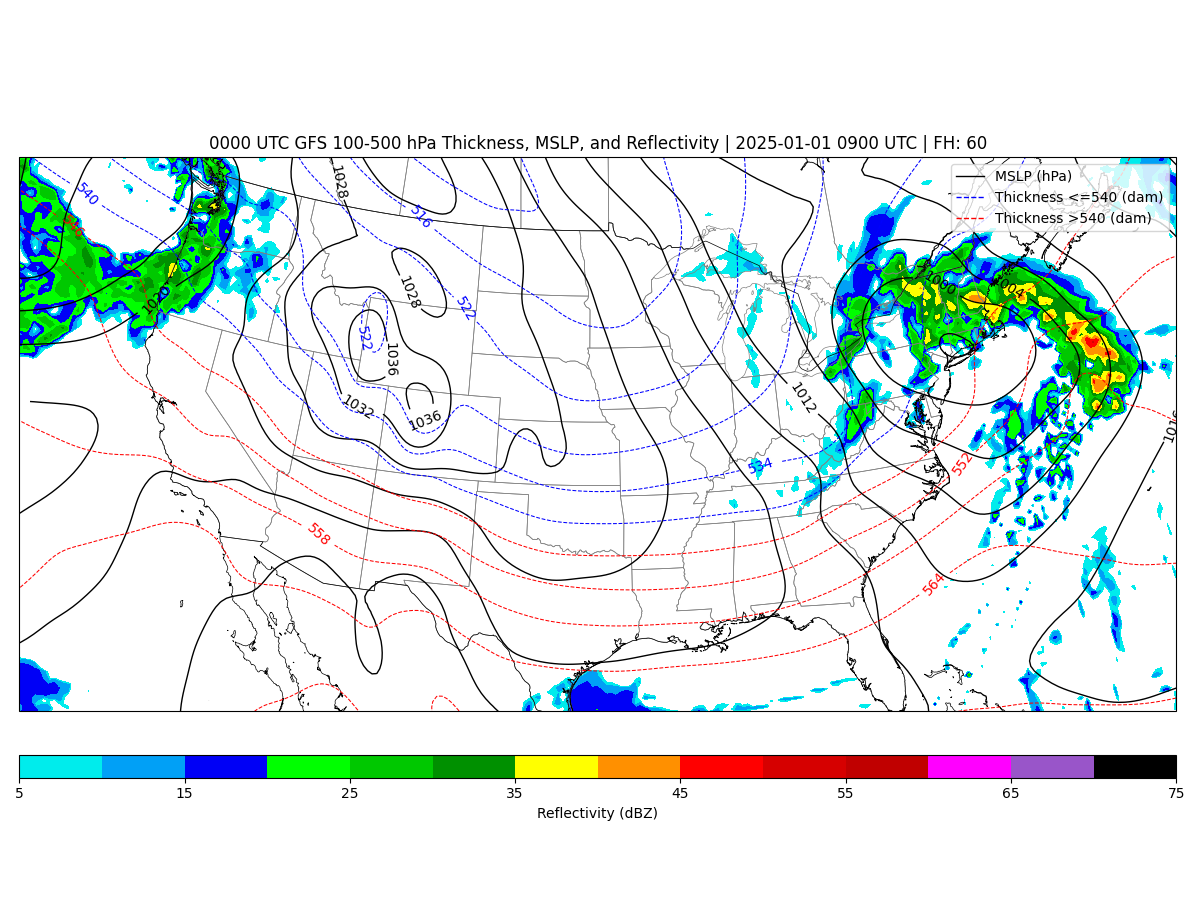 0000 UTC GFS 100-500 hPa Thickness, MSLP, and Reflectivity | 2025-01-01 0900 UTC | FH: 60
MSLP (hPa)
Thickness <=540 (dam)
Thickness >540 (dam)
1028
540
516
1028
1004
1020
522
522
1036
1032
1036
1012
1016
534
552
558
564
5 15 25 35 45 55 65 75
Reflectivity (dBZ)